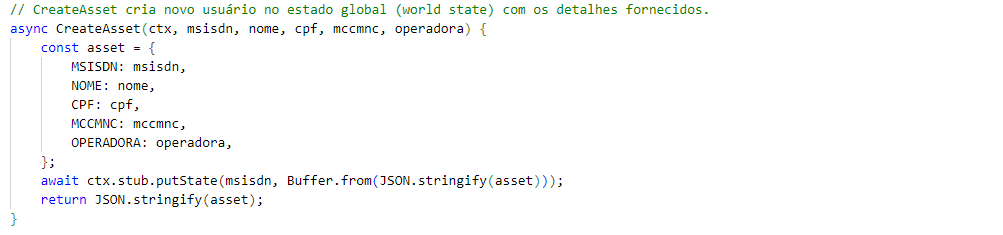 // CreateAsset cria novo usuário no estado global (world state) com os detalhes fornecidos.
async CreateAsset(ctx, msisdn, nome, cpf, mccmnc, operadora) {
    const asset = {
        MSISDN: msisdn,
        NOME: nome,
        CPF: cpf,
        MCCMNC: mccmnc,
        OPERADORA: operadora,
    };
    await ctx.stub.putState(msisdn, Buffer.from(JSON.stringify(asset)));
    return JSON.stringify(asset);
}